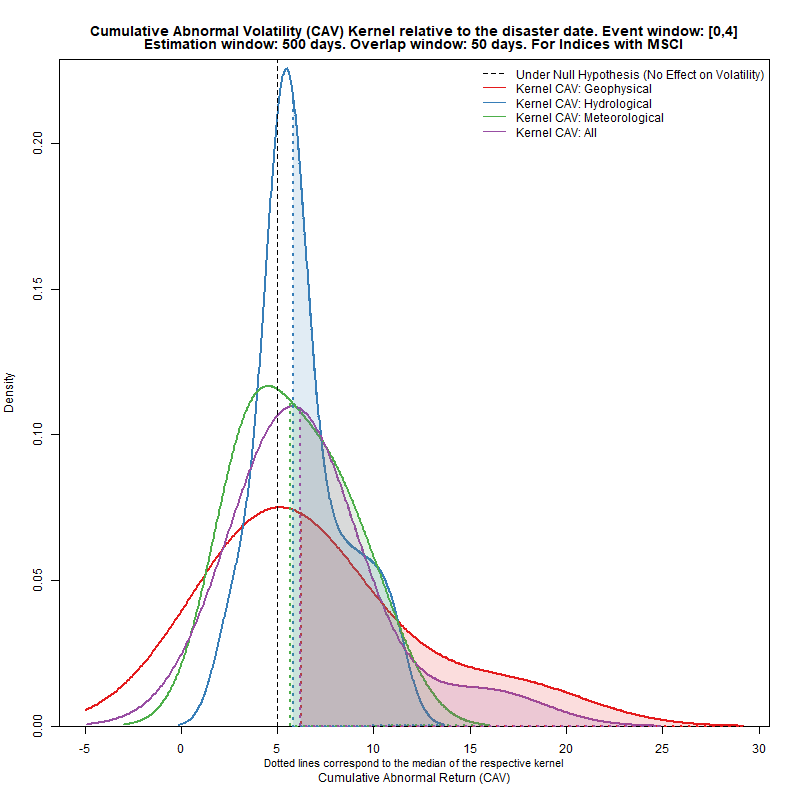 Cumulative Abnormal Volatility (CAV) Kernel relative to the disaster date. Event window: [0,4]
Estimation window: 500 days. Overlap window: 50 days. For Indices with MSCI
Under Null Hypothesis (No Effect on Volatility)
Kernel CAV: Geophysical
Kernel CAV: Hydrological
Kernel CAV: Meteorological
Kernel CAV: All
Density
0.20
0.15
0.10
0.05
0.00
-5 0 5 10 15 20 25 30
Dotted lines correspond to the median of the respective kernel
Cumulative Abnormal Return (CAV)